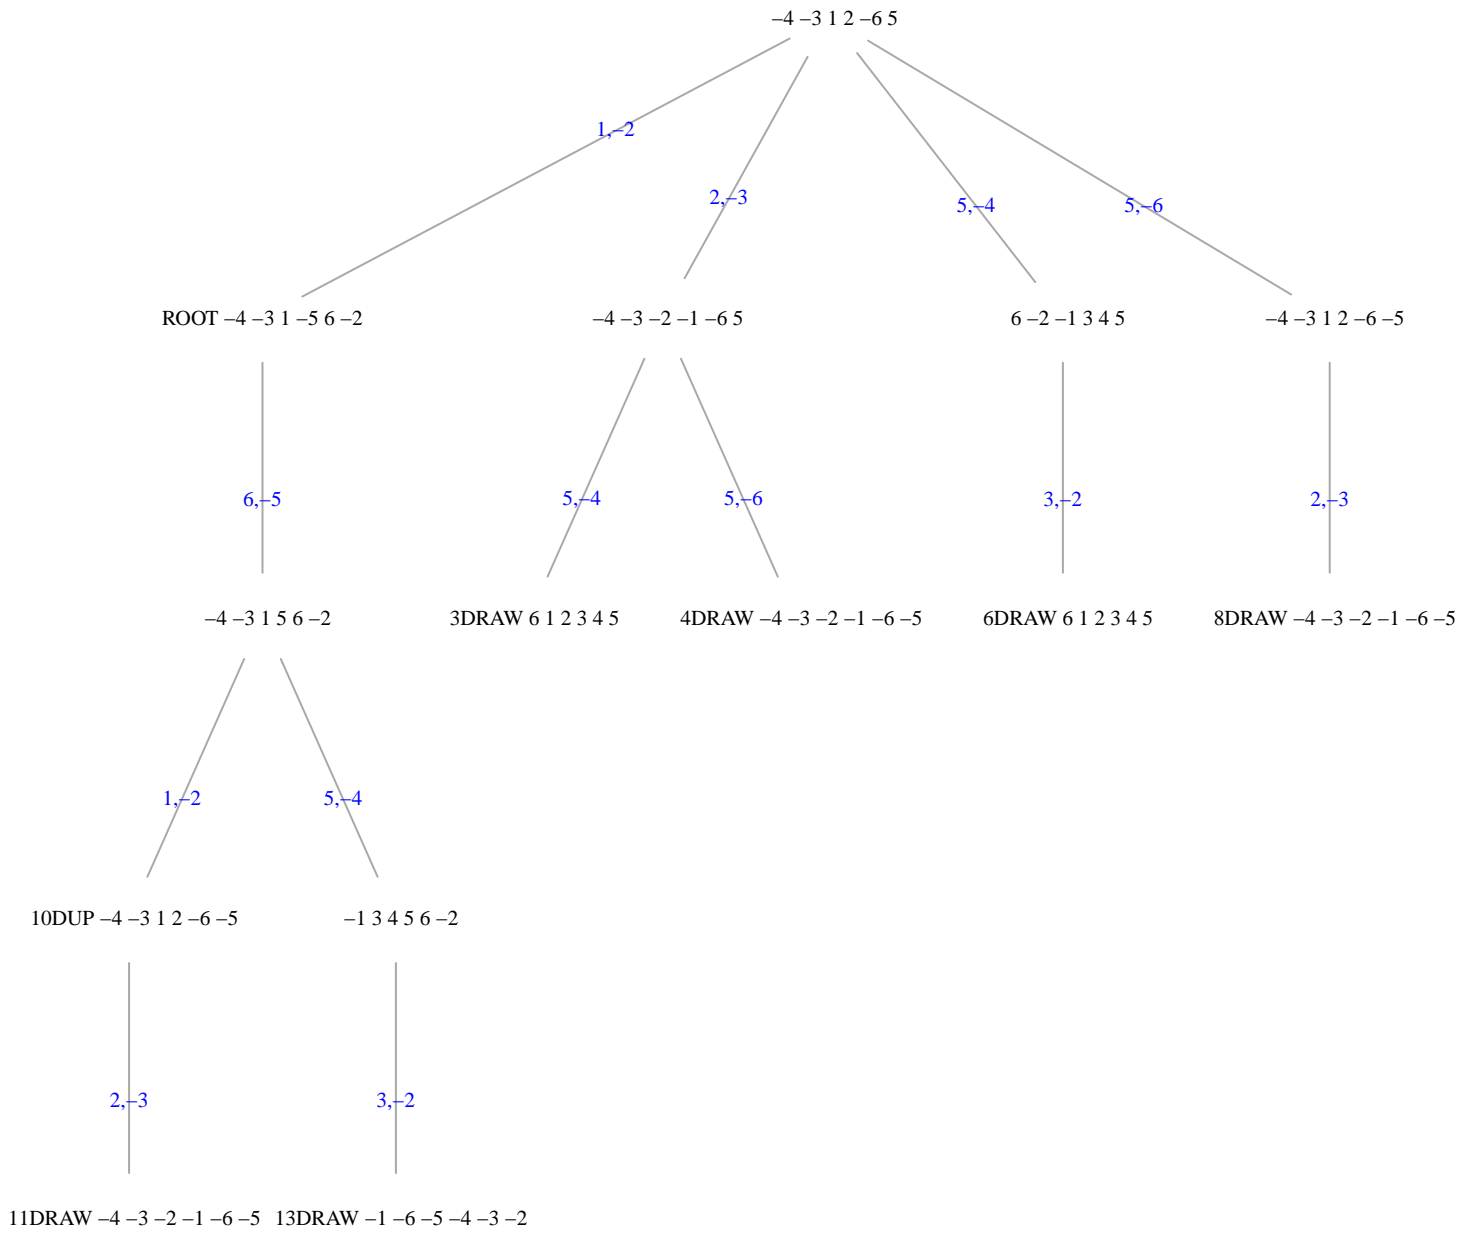 –4 –3 1 2 –6 5
1,–2
2,–3
5,–4
5,–6
ROOT –4 –3 1 –5 6 –2
–4 –3 –2 –1 –6 5
6 –2 –1 3 4 5
–4 –3 1 2 –6 –5
6,–5
5,–4
5,–6
3,–2
2,–3
–4 –3 1 5 6 –2
3DRAW 6 1 2 3 4 5
4DRAW –4 –3 –2 –1 –6 –5
6DRAW 6 1 2 3 4 5
8DRAW –4 –3 –2 –1 –6 –5
1,–2
5,–4
10DUP –4 –3 1 2 –6 –5
–1 3 4 5 6 –2
2,–3
3,–2
11DRAW –4 –3 –2 –1 –6 –5
13DRAW –1 –6 –5 –4 –3 –2